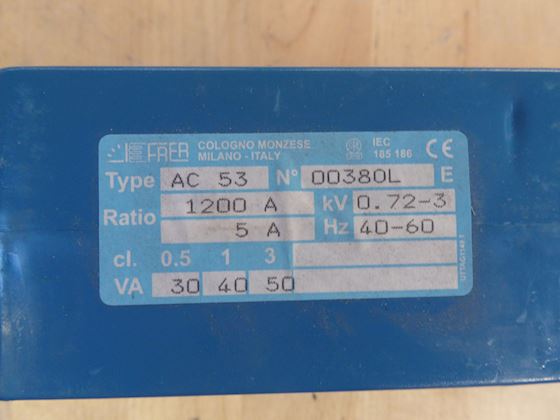 FRER COLOGNO MONZESE IEC
MILANO - ITALY 185 186 CE
Type AC 53 N° 00380L E
Ratio 1200 A kV 0.72-3
5 A Hz 40-60
cl. 0.5 1 3
VA 30 40 50